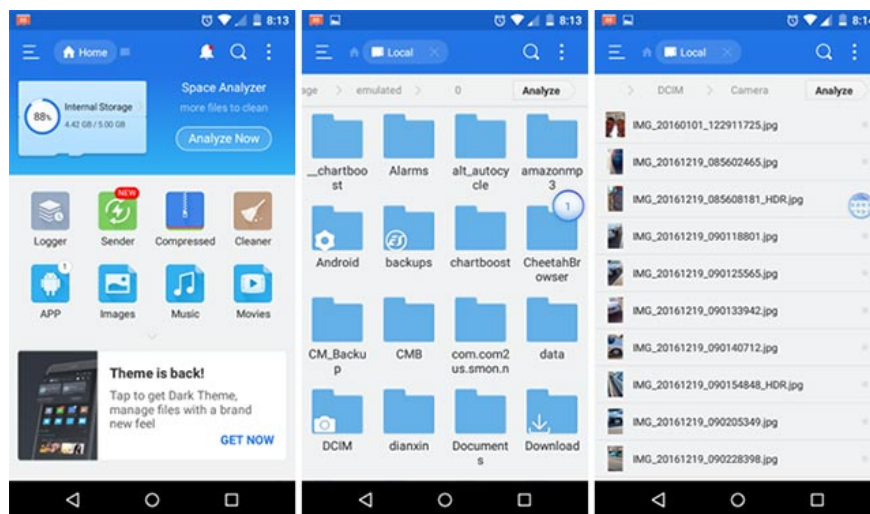 8:13
Home
Space Analyzer
Internal Storage
more files to clean
88%
4.42 GB / 5.00 GB
Analyze Now
NEW
Logger
Sender
Compressed
Cleaner
1
APP
Images
Music
Movies
Theme is back!
Tap to get Dark Theme,
manage files with a brand
new feel
GET NOW
8:13
Local
age > emulated > 0
Analyze
__chartboo
st
Alarms
alt_autocy
cle
amazonmp
3
1
Android
backups
chartboost
CheetahBr
owser
CM_Backu
p
CMB
com.com2
us.smon.n
data
DCIM
dianxin
Document
s
Download
8:14
Local
> DCIM > Camera
Analyze
IMG_20160101_122911725.jpg
IMG_20161219_085602465.jpg
IMG_20161219_085608181_HDR.jpg
IMG_20161219_090118801.jpg
IMG_20161219_090125565.jpg
IMG_20161219_090133942.jpg
IMG_20161219_090140712.jpg
IMG_20161219_090154848_HDR.jpg
IMG_20161219_090205349.jpg
IMG_20161219_090228398.jpg